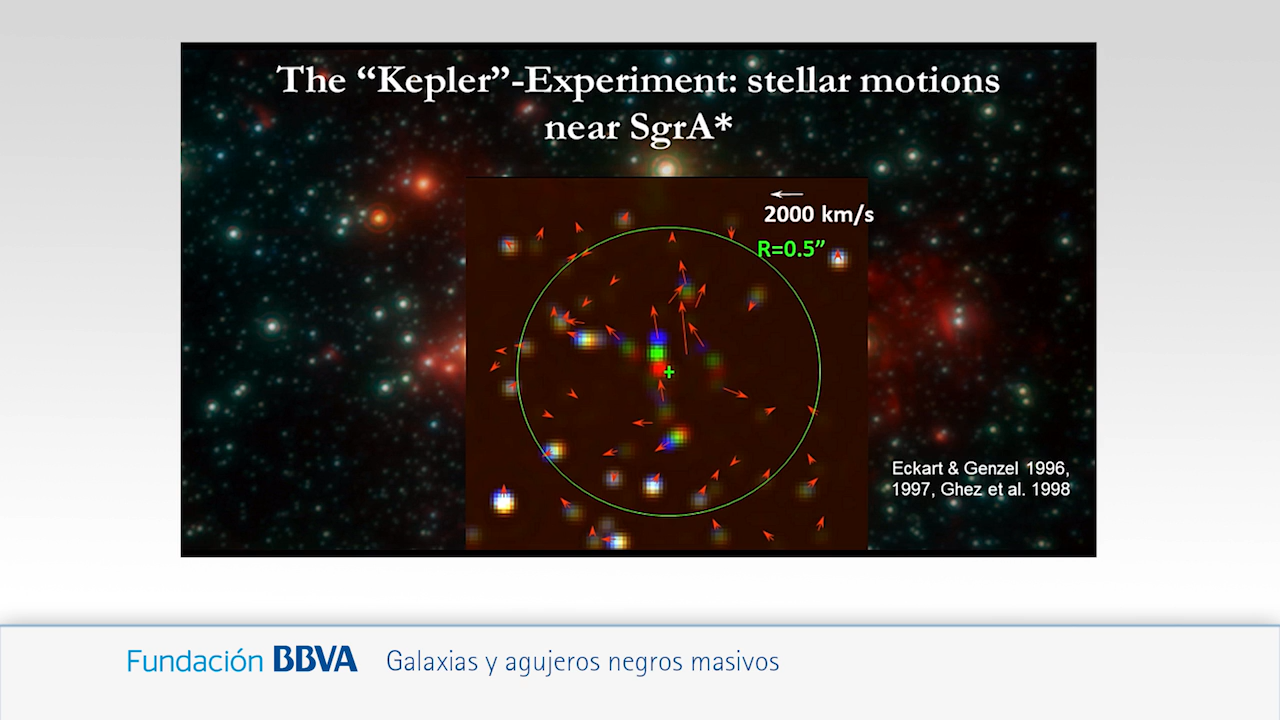 The “Kepler”-Experiment: stellar motions
near SgrA*
2000 km/s
R=0.5”
Eckart & Genzel 1996,
1997, Ghez et al. 1998
Fundación BBVA Galaxias y agujeros negros masivos